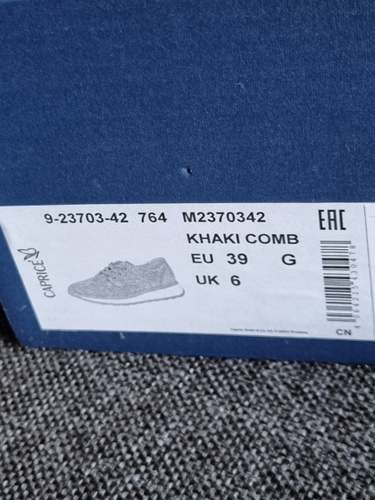 9-23703-42 764 M2370342
EAC
KHAKI COMB
EU 39 G
UK 6
CAPRICE
CN